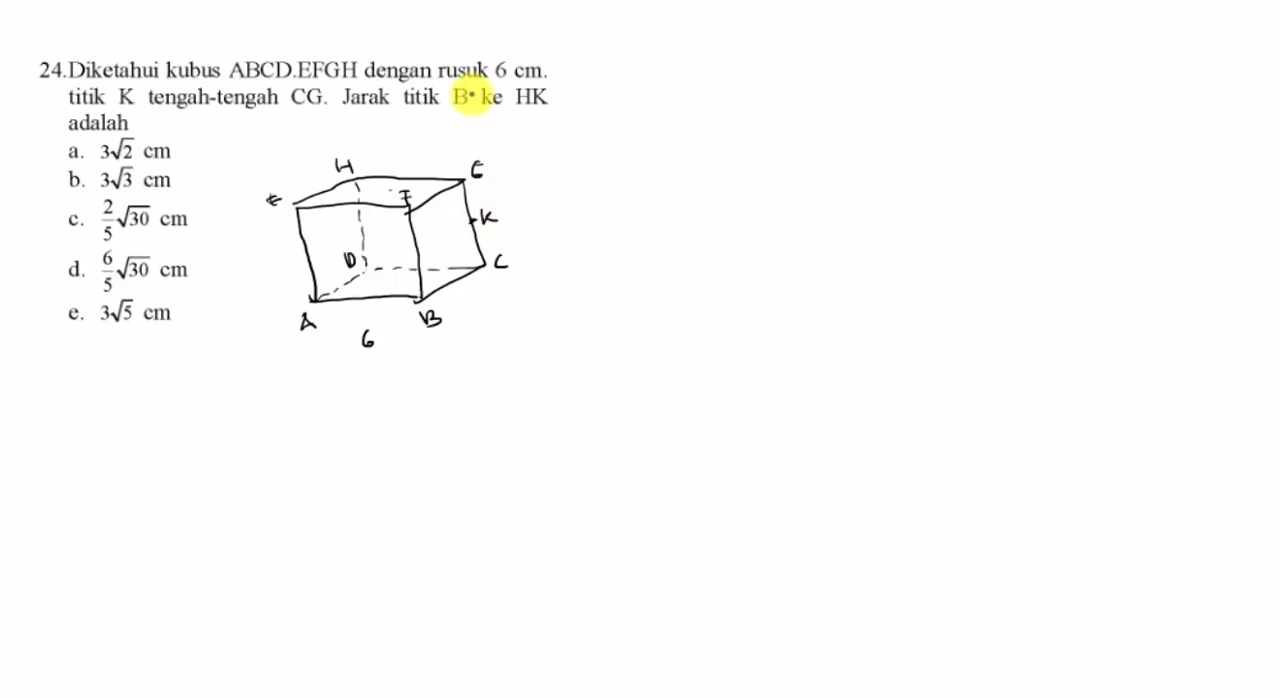 24.Diketahui kubus ABCD.EFGH dengan rusuk 6 cm.
titik K tengah-tengah CG. Jarak titik B ke HK
adalah
a. 3√2 cm
b. 3√3 cm
c. 2/5√30 cm
d. 6/5√30 cm
e. 3√5 cm
H
E
F
K
D
C
A
B
6